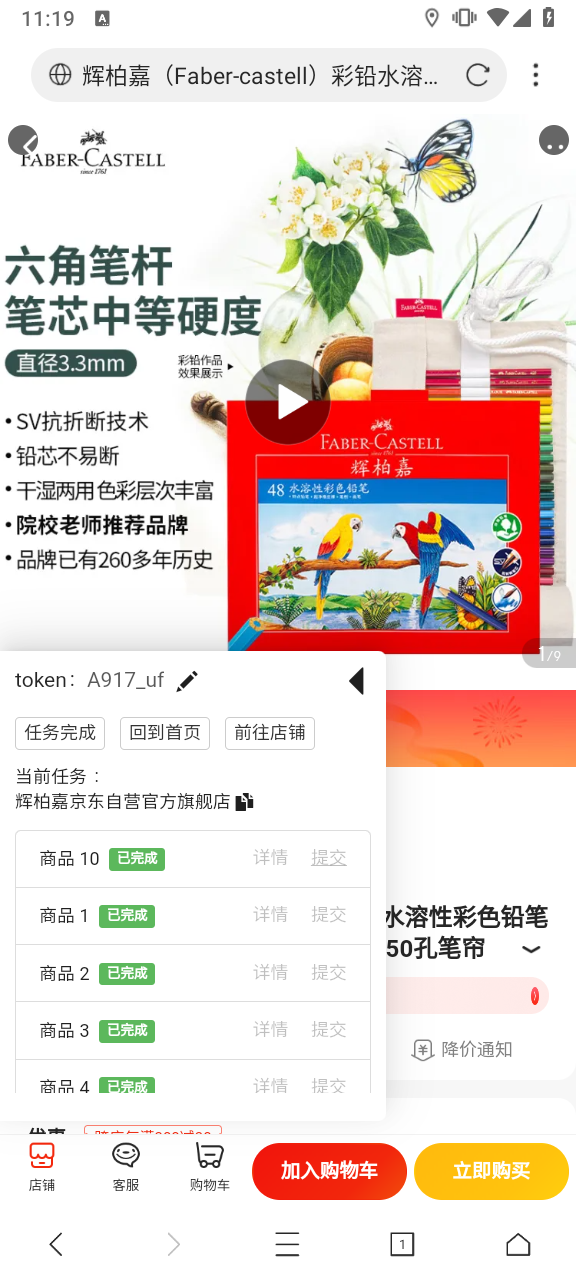 11:19
A
辉柏嘉（Faber-castell）彩铅水溶...
FABER-CASTELL
since 1761
六角笔杆
笔芯中等硬度
直径3.3mm
彩铅作品
效果展示
•SV抗折断技术
•铅芯不易断
•干湿两用色彩层次丰富
•院校老师推荐品牌
•品牌已有260多年历史
FABER-CASTELL
辉柏嘉
48 水溶性彩色铅笔
1/9
token： A917_uf
任务完成 回到首页 前往店铺
当前任务：
辉柏嘉京东自营官方旗舰店
商品 10 已完成 详情 提交
商品 1 已完成 详情 提交
商品 2 已完成 详情 提交
商品 3 已完成 详情 提交
商品 4 已完成 详情 提交
水溶性彩色铅笔
50孔笔帘
降价通知
优惠
店铺 客服 购物车 加入购物车 立即购买
1